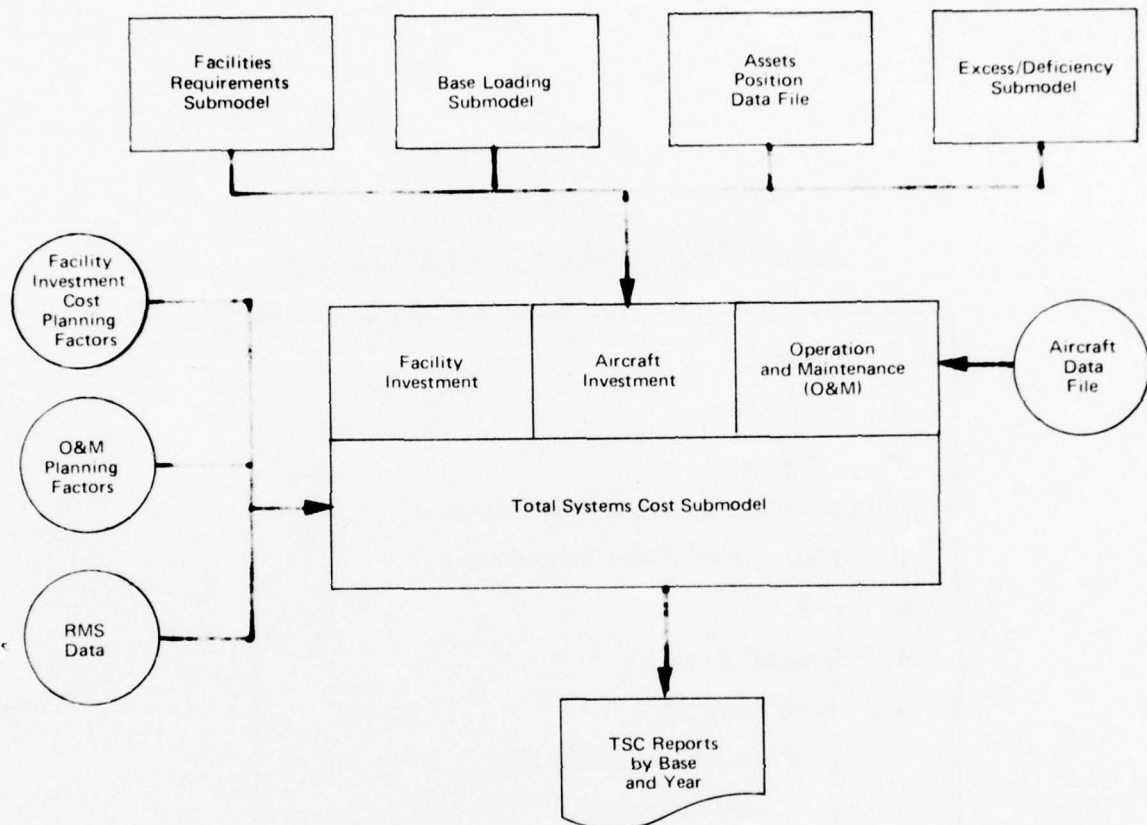 Facilities
Requirements
Submodel
Base Loading
Submodel
Assets
Position
Data File
Excess/Deficiency
Submodel
Facility
Investment
Cost
Planning
Factors
Facility
Investment
Aircraft
Investment
Operation
and Maintenance
(O&M)
Aircraft
Data
File
O&M
Planning
Factors
Total Systems Cost Submodel
RMS
Data
TSC Reports
by Base
and Year